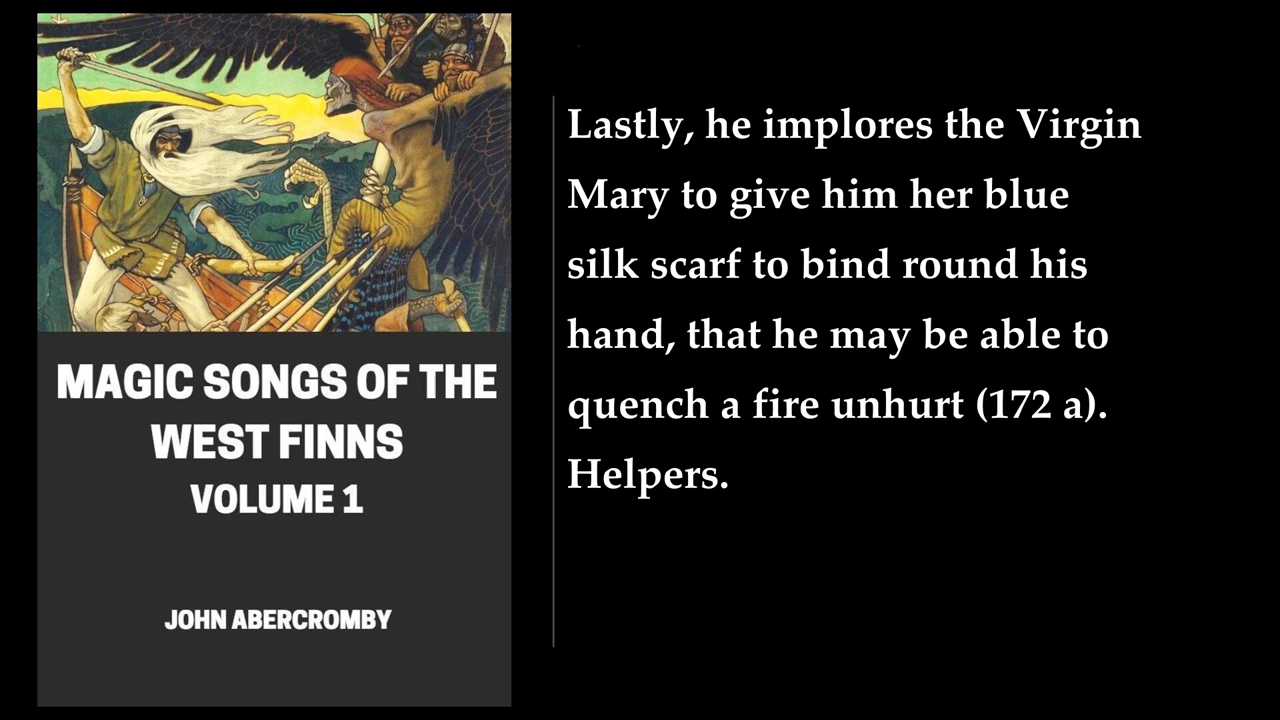 MAGIC SONGS OF THE
WEST FINNS
VOLUME 1
JOHN ABERCROMBY
Lastly, he implores the Virgin
Mary to give him her blue
silk scarf to bind round his
hand, that he may be able to
quench a fire unhurt (172 a).
Helpers.